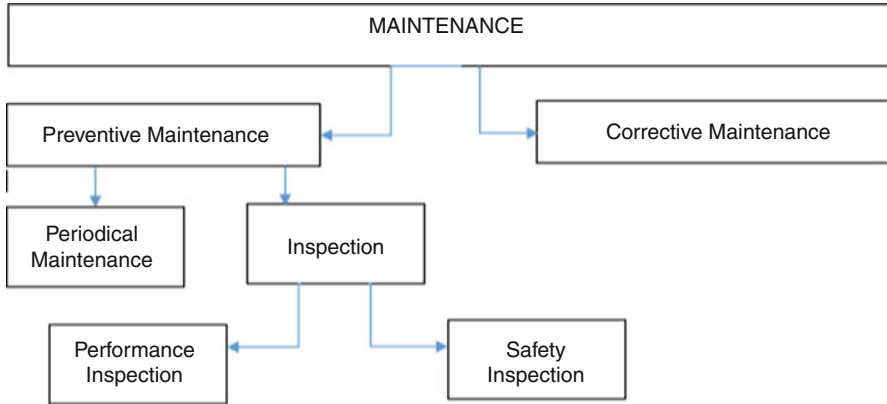 MAINTENANCE
Preventive Maintenance
Corrective Maintenance
Periodical
Maintenance
Inspection
Performance
Inspection
Safety
Inspection